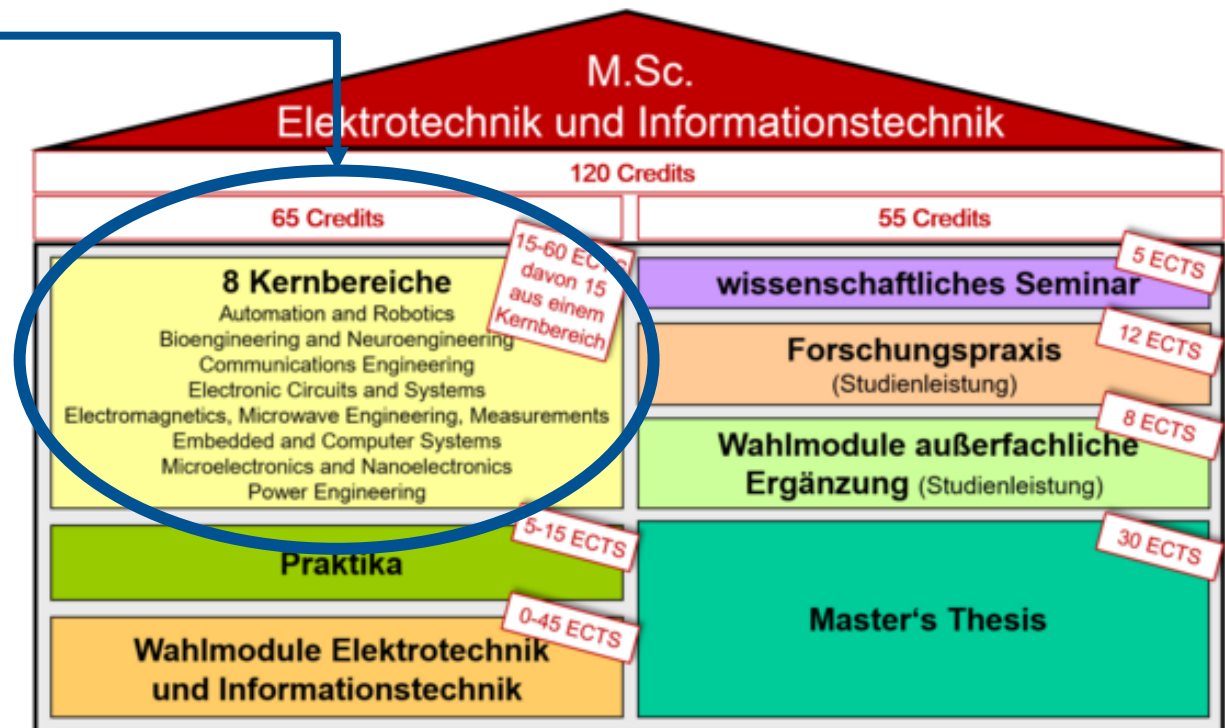 M.Sc.
Elektrotechnik und Informationstechnik
120 Credits
65 Credits
55 Credits
8 Kernbereiche
Automation and Robotics
Bioengineering and Neuroengineering
Communications Engineering
Electronic Circuits and Systems
Electromagnetics, Microwave Engineering, Measurements
Embedded and Computer Systems
Microelectronics and Nanoelectronics
Power Engineering
15-60 ECTS
davon 15
aus einem
Kernbereich
Praktika
5-15 ECTS
Wahlmodule Elektrotechnik
und Informationstechnik
0-45 ECTS
wissenschaftliches Seminar
5 ECTS
Forschungspraxis
(Studienleistung)
12 ECTS
Wahlmodule außerfachliche
Ergänzung (Studienleistung)
8 ECTS
Master's Thesis
30 ECTS